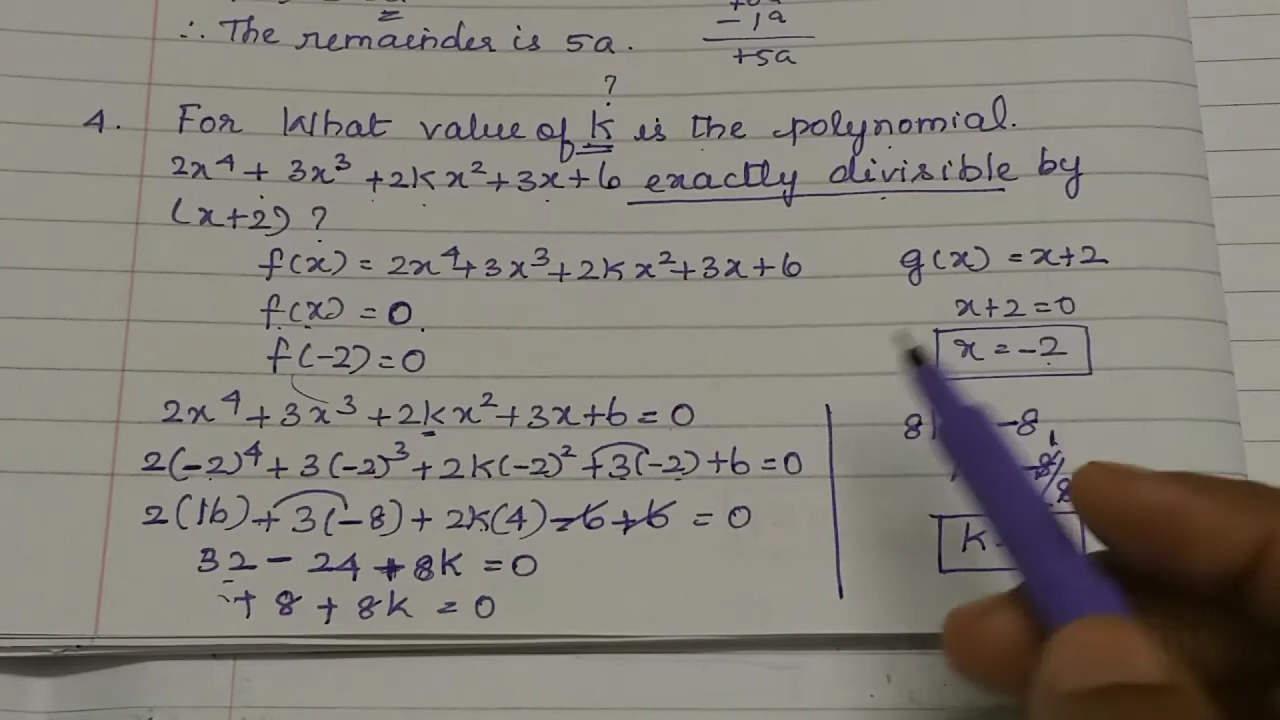 ∴ The remainder is 5a.
- 1a
+5a
?
4. For What value of k is the polynomial.
2x⁴ + 3x³ + 2kx² + 3x + 6 exactly divisible by
(x+2) ?
f(x) = 2x⁴ + 3x³ + 2kx² + 3x + 6
g(x) = x+2
f(x) = 0
x+2 = 0
f(-2) = 0
x = -2
2x⁴ + 3x³ + 2kx² + 3x + 6 = 0
2(-2)⁴ + 3(-2)³ + 2k(-2)² + 3(-2) + 6 = 0
2(16) + 3(-8) + 2k(4) - 6 + 6 = 0
32 - 24 + 8k = 0
+ 8 + 8k = 0
8
-8
-8/8
k